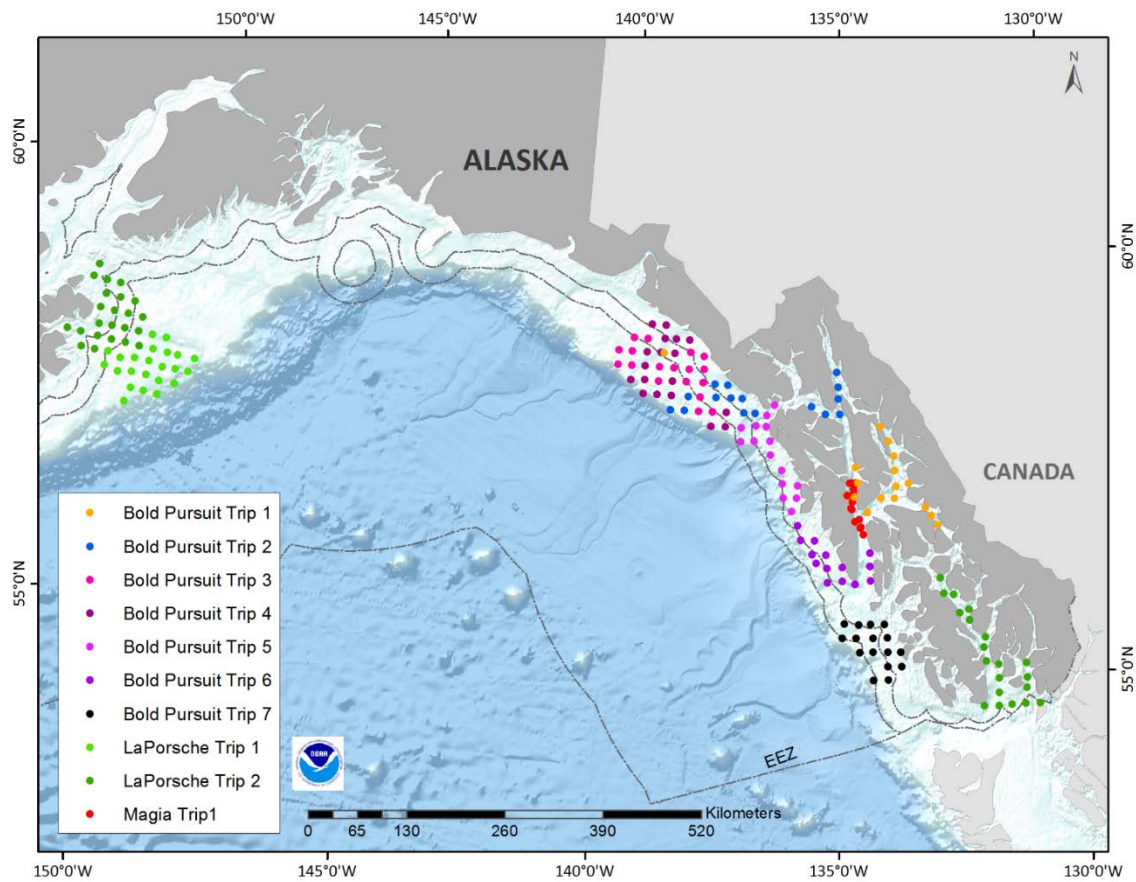 150°0'W 145°0'W 140°0'W 135°0'W 130°0'W
N
60°0'N
ALASKA
60°0'N
CANADA
55°0'N
55°0'N
Bold Pursuit Trip 1
Bold Pursuit Trip 2
Bold Pursuit Trip 3
Bold Pursuit Trip 4
Bold Pursuit Trip 5
Bold Pursuit Trip 6
Bold Pursuit Trip 7
LaPorsche Trip 1
LaPorsche Trip 2
Magia Trip1
NOAA
EEZ
Kilometers
0 65 130 260 390 520
150°0'W 145°0'W 140°0'W 135°0'W 130°0'W